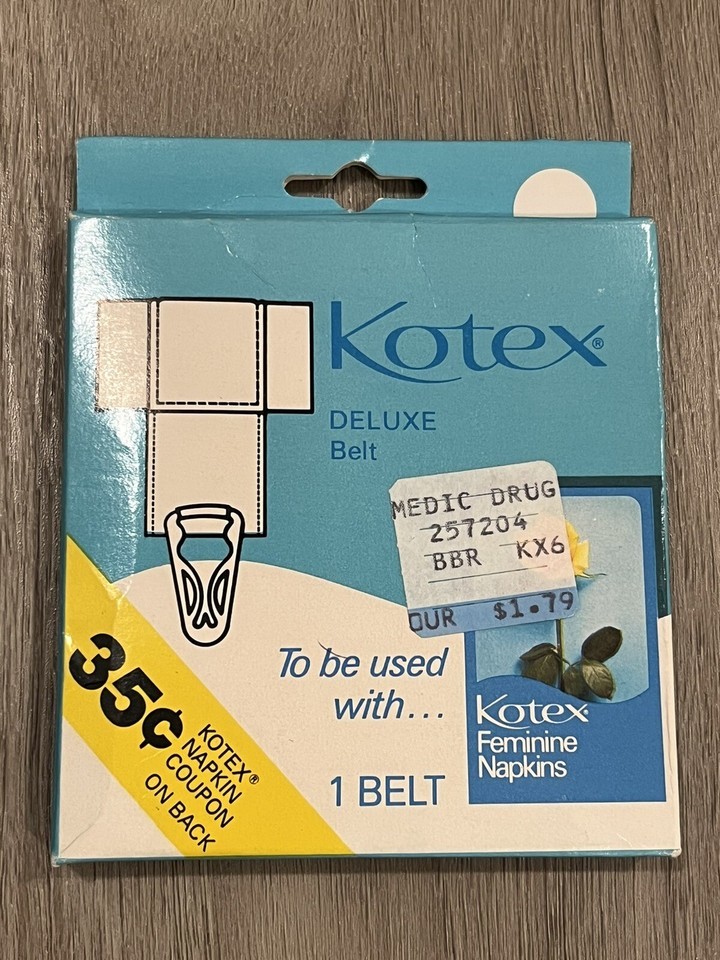 Kotex®
DELUXE
Belt
MEDIC DRUG
257204
BBR KX6
OUR $1.79
To be used
with...
1 BELT
Kotex®
Feminine
Napkins
35¢
KOTEX®
NAPKIN
COUPON
ON BACK